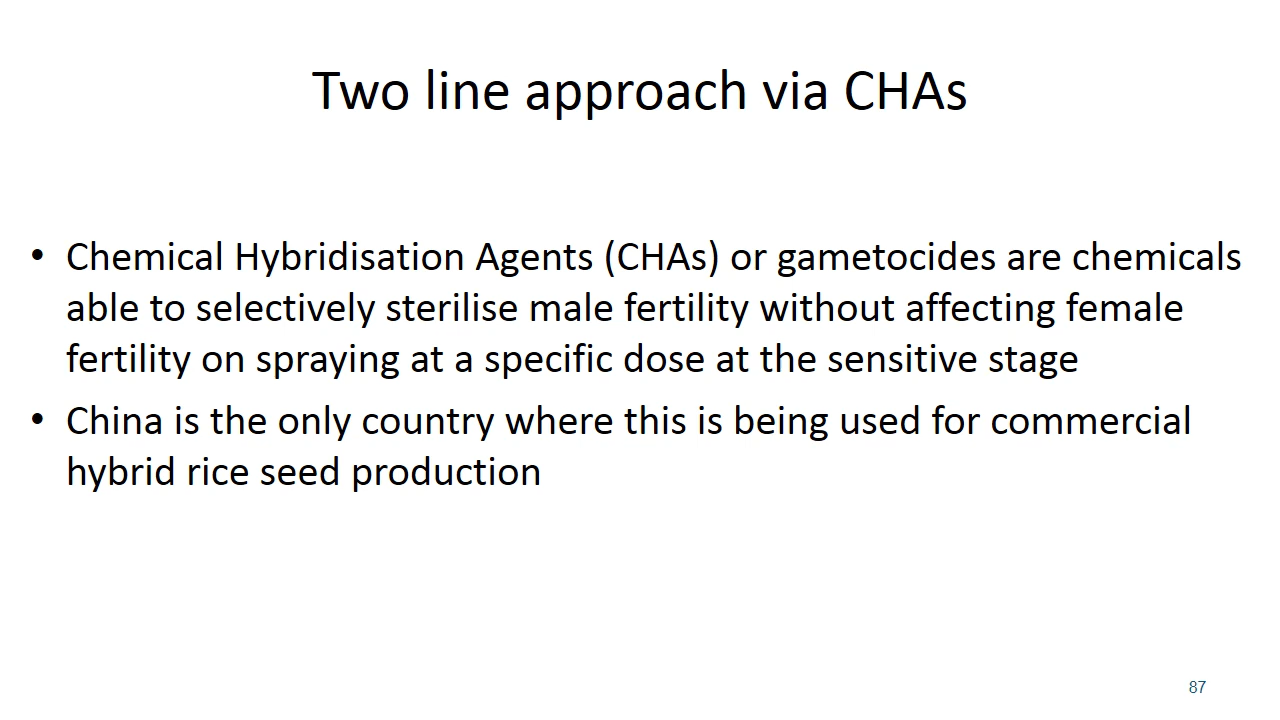 Two line approach via CHAs
• Chemical Hybridisation Agents (CHAs) or gametocides are chemicals
able to selectively sterilise male fertility without affecting female
fertility on spraying at a specific dose at the sensitive stage
• China is the only country where this is being used for commercial
hybrid rice seed production
87